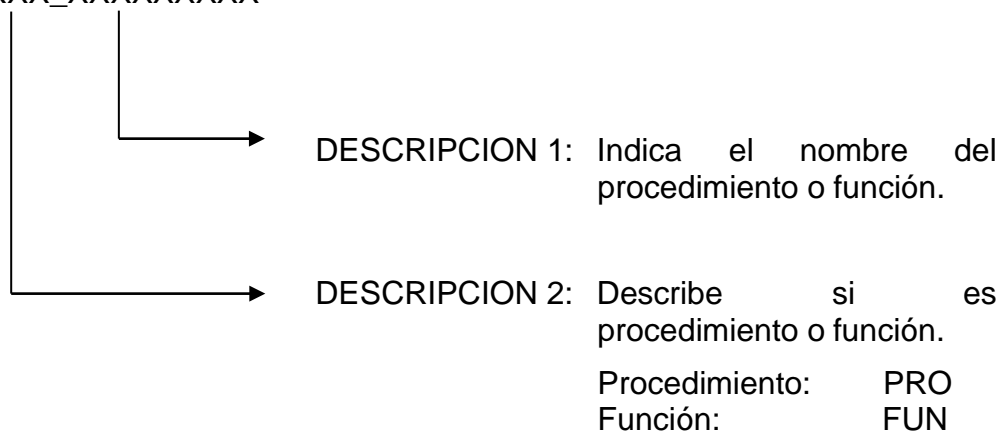 DESCRIPCION 1: Indica el nombre del
procedimiento o función.
DESCRIPCION 2: Describe si es
procedimiento o función.
Procedimiento: PRO
Función: FUN